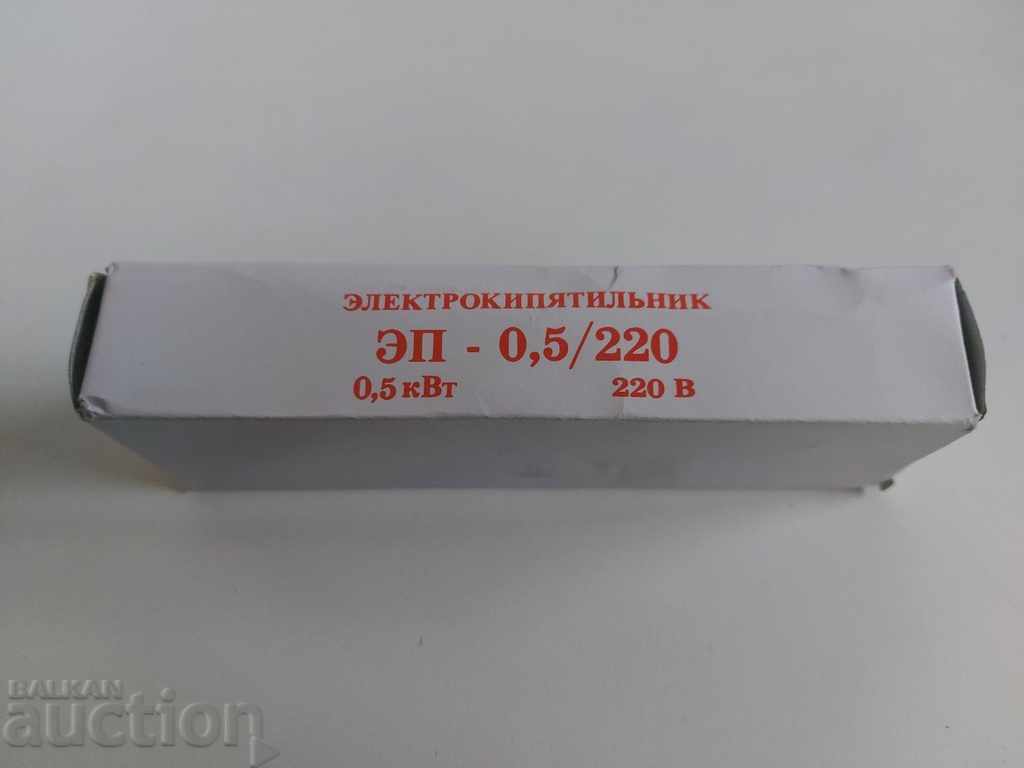 ЭЛЕКТРОКИПЯТИЛЬНИК
ЭП - 0,5/220
0,5 кВт 220 В
BALKAN
auction